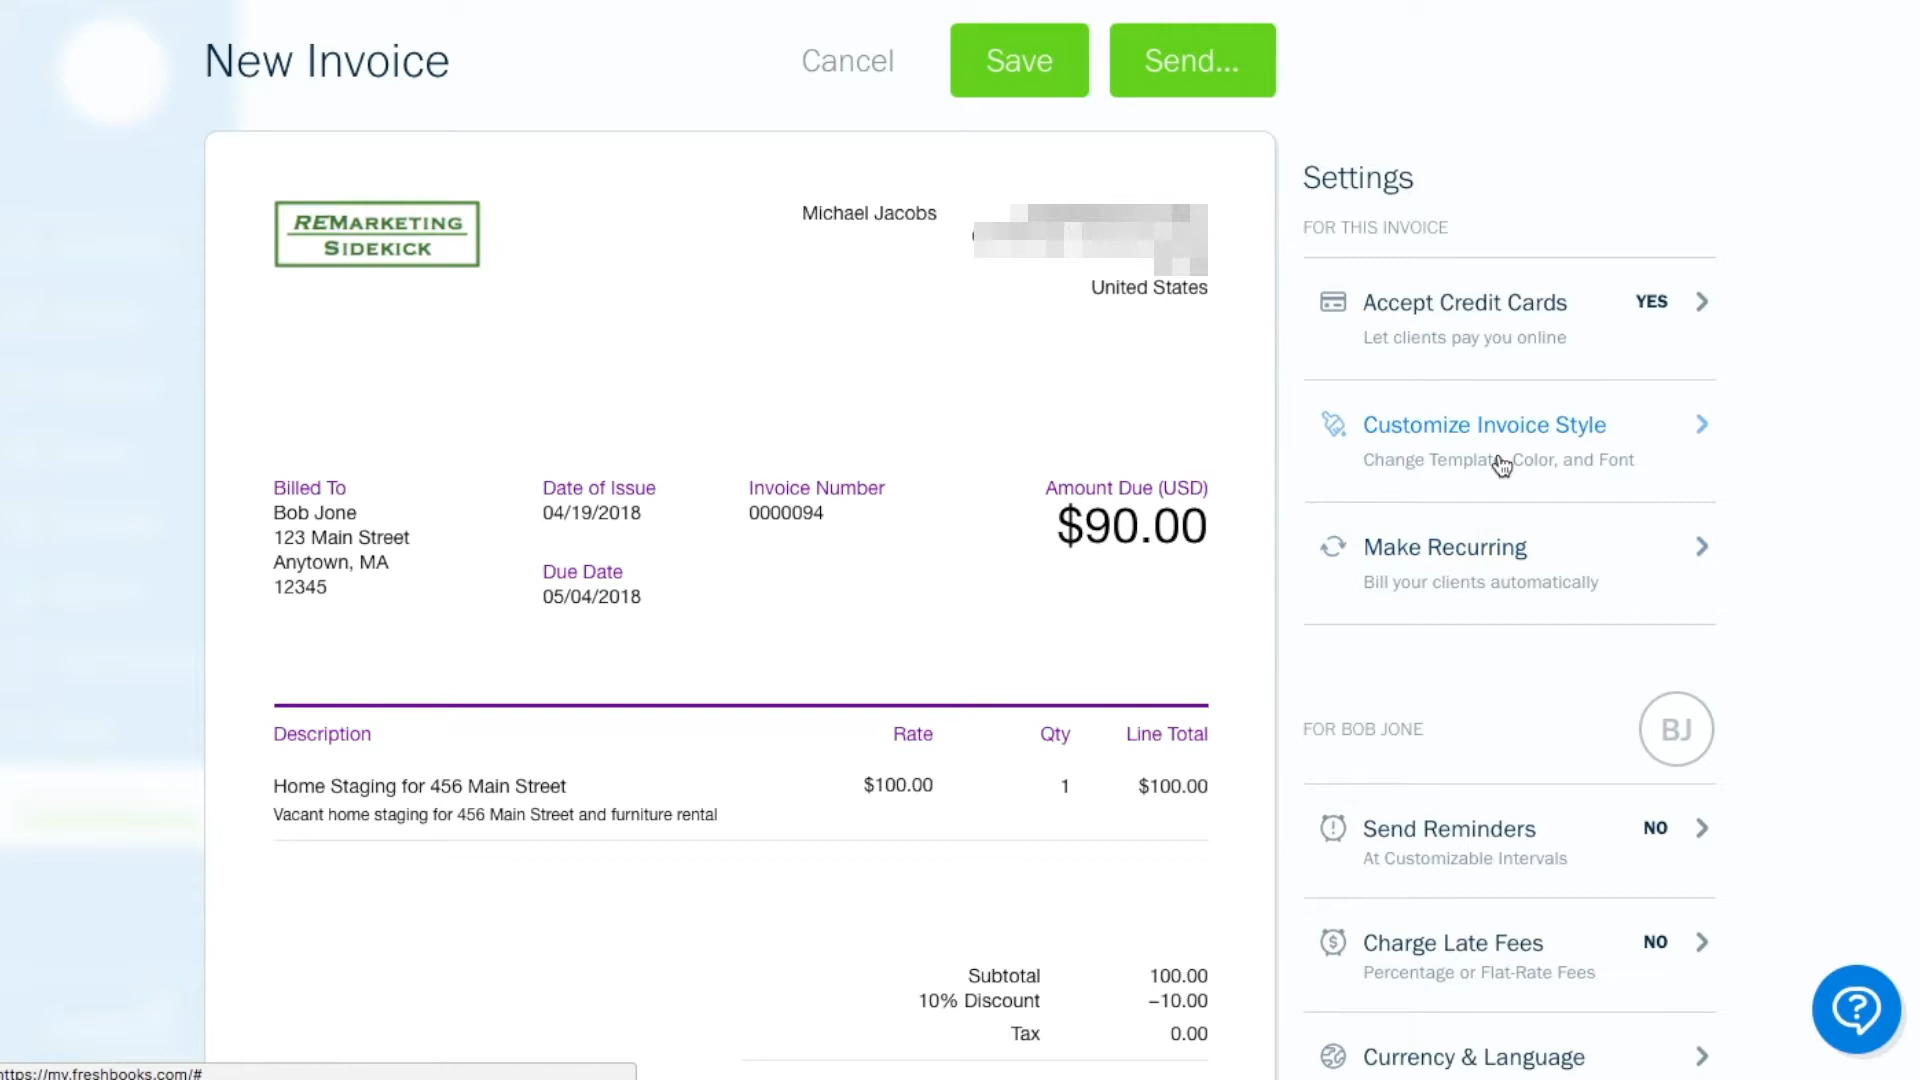 New Invoice
Cancel
Save
Send...
REMARKETING
SIDEKICK
Michael Jacobs
United States
Billed To
Bob Jone
123 Main Street
Anytown, MA
12345
Date of Issue
04/19/2018
Due Date
05/04/2018
Invoice Number
0000094
Amount Due (USD)
$90.00
Description Rate Qty Line Total
Home Staging for 456 Main Street $100.00 1 $100.00
Vacant home staging for 456 Main Street and furniture rental
Subtotal 100.00
10% Discount –10.00
Tax 0.00
Settings
FOR THIS INVOICE
Accept Credit Cards YES
Let clients pay you online
Customize Invoice Style
Change Template, Color, and Font
Make Recurring
Bill your clients automatically
FOR BOB JONE
BJ
Send Reminders NO
At Customizable Intervals
Charge Late Fees NO
Percentage or Flat-Rate Fees
Currency & Language
https://my.freshbooks.com/#